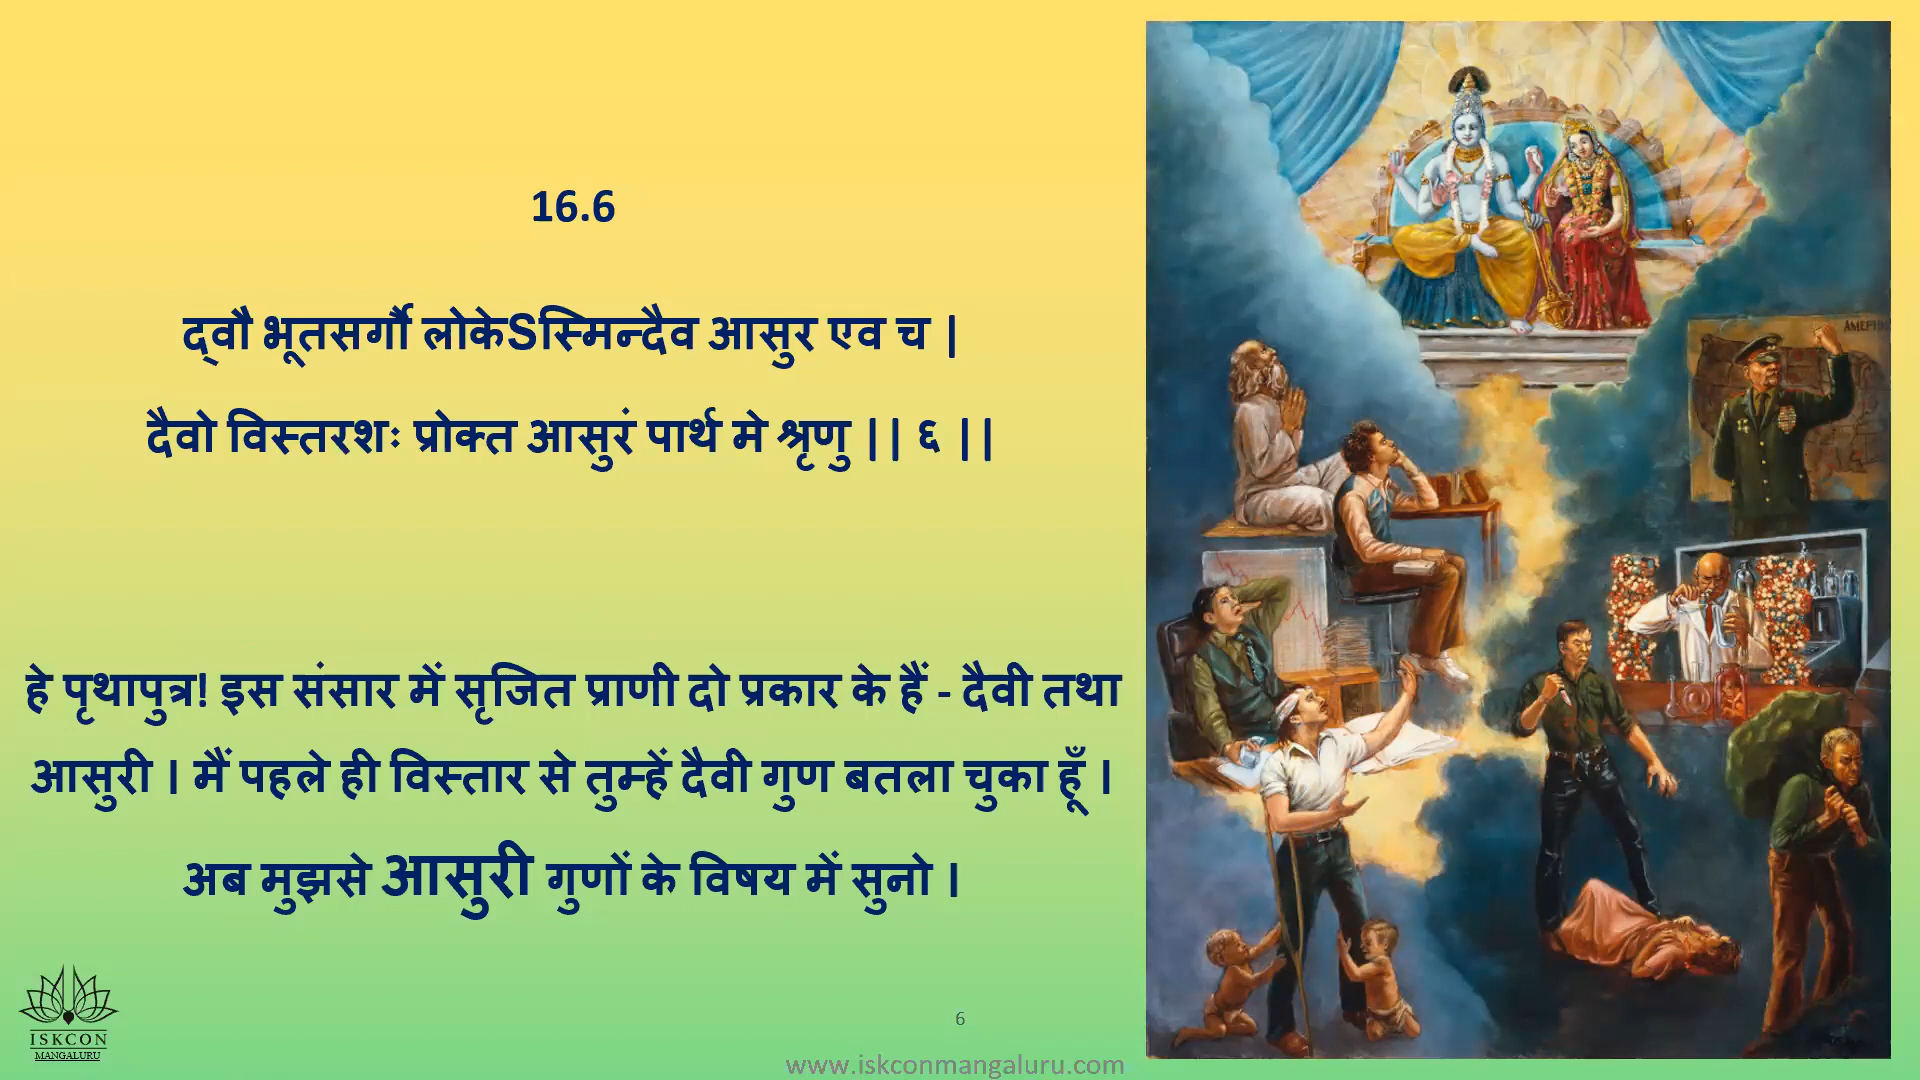 16.6
द्वौ भूतसर्गौ लोकेSस्मिन्दैव आसुर एव च |
दैवो विस्तरशः प्रोक्त आसुरं पार्थ मे श्रृणु || ६ ||
हे पृथापुत्र! इस संसार में सृजित प्राणी दो प्रकार के हैं - दैवी तथा
आसुरी । मैं पहले ही विस्तार से तुम्हें दैवी गुण बतला चुका हूँ ।
अब मुझसे आसुरी गुणों के विषय में सुनो ।
ISKCON
MANGALURU
6
www.iskconmangaluru.com